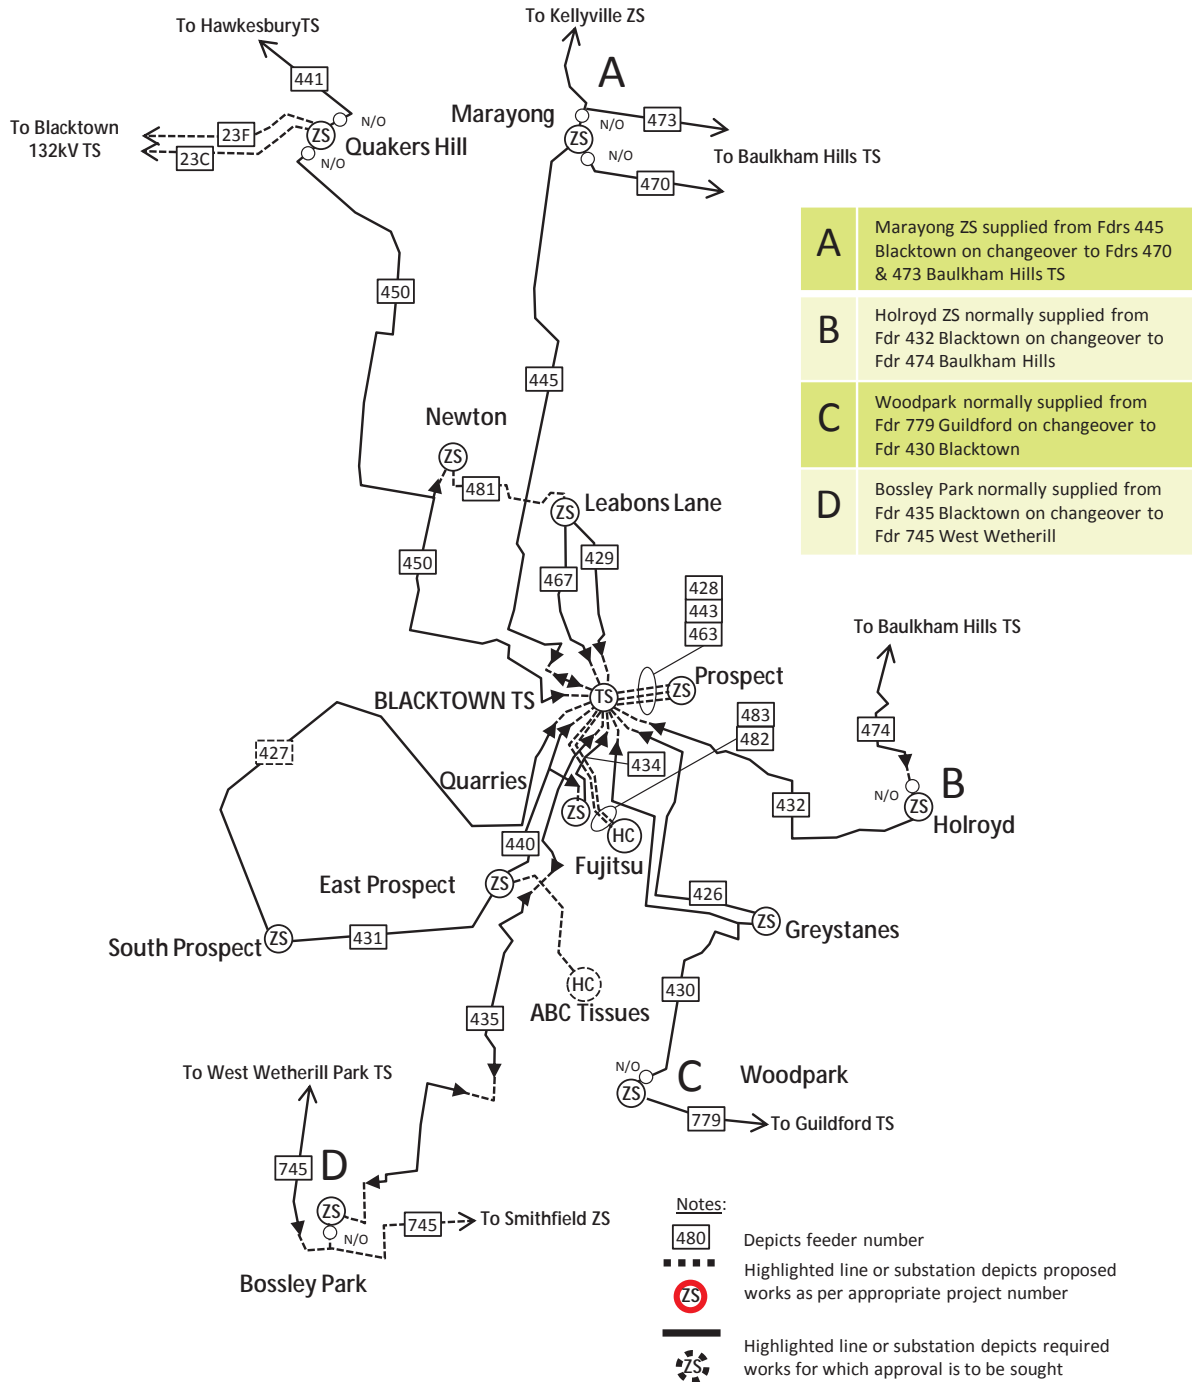 To Kellyville ZS
To HawkesburyTS
A
441
Marayong
N/O
473
To Blacktown
132kV TS
23F
23C
ZS
N/O
Quakers Hill
N/O
ZS
N/O
To Baulkham Hills TS
470
A
Marayong ZS supplied from Fdrs 445
Blacktown on changeover to Fdrs 470
& 473 Baulkham Hills TS
B
Holroyd ZS normally supplied from
Fdr 432 Blacktown on changeover to
Fdr 474 Baulkham Hills
C
Woodpark normally supplied from
Fdr 779 Guildford on changeover to
Fdr 430 Blacktown
D
Bossley Park normally supplied from
Fdr 435 Blacktown on changeover to
Fdr 745 West Wetherill
450
445
Newton
ZS
481
Leabons Lane
ZS
429
450
467
428
443
463
To Baulkham Hills TS
Prospect
ZS
BLACKTOWN TS
TS
483
482
474
427
434
Quarries
ZS
N/O
B
ZS
432
Holroyd
HC
440
Fujitsu
East Prospect
ZS
426
ZS
Greystanes
South Prospect
ZS
431
430
HC
ABC Tissues
435
To West Wetherill Park TS
N/O
C
Woodpark
ZS
779
To Guildford TS
745
D
ZS
N/O
745
To Smithfield ZS
Bossley Park
Notes:
480
Depicts feeder number
Highlighted line or substation depicts proposed
works as per appropriate project number
ZS
Highlighted line or substation depicts required
works for which approval is to be sought
ZS